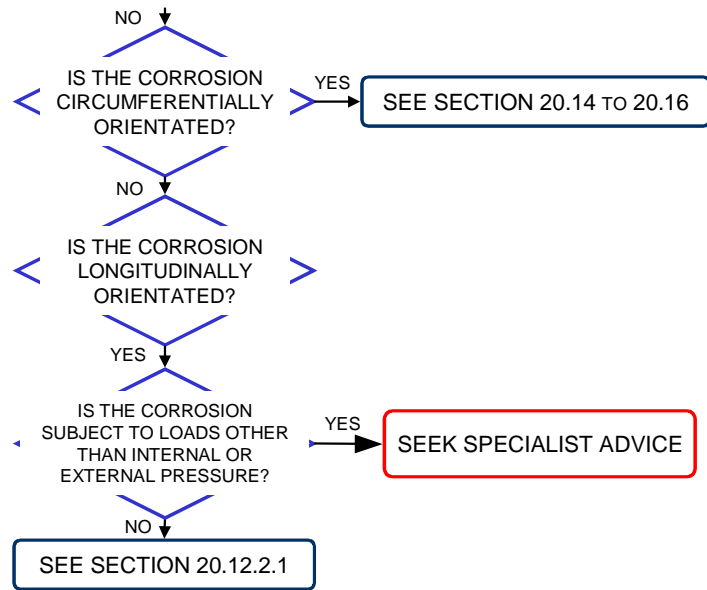 NO
IS THE CORROSION
CIRCUMFERENTIALLY
ORIENTATED?
YES
SEE SECTION 20.14 TO 20.16
NO
IS THE CORROSION
LONGITUDINALLY
ORIENTATED?
YES
IS THE CORROSION
SUBJECT TO LOADS OTHER
THAN INTERNAL OR
EXTERNAL PRESSURE?
YES
SEEK SPECIALIST ADVICE
NO
SEE SECTION 20.12.2.1